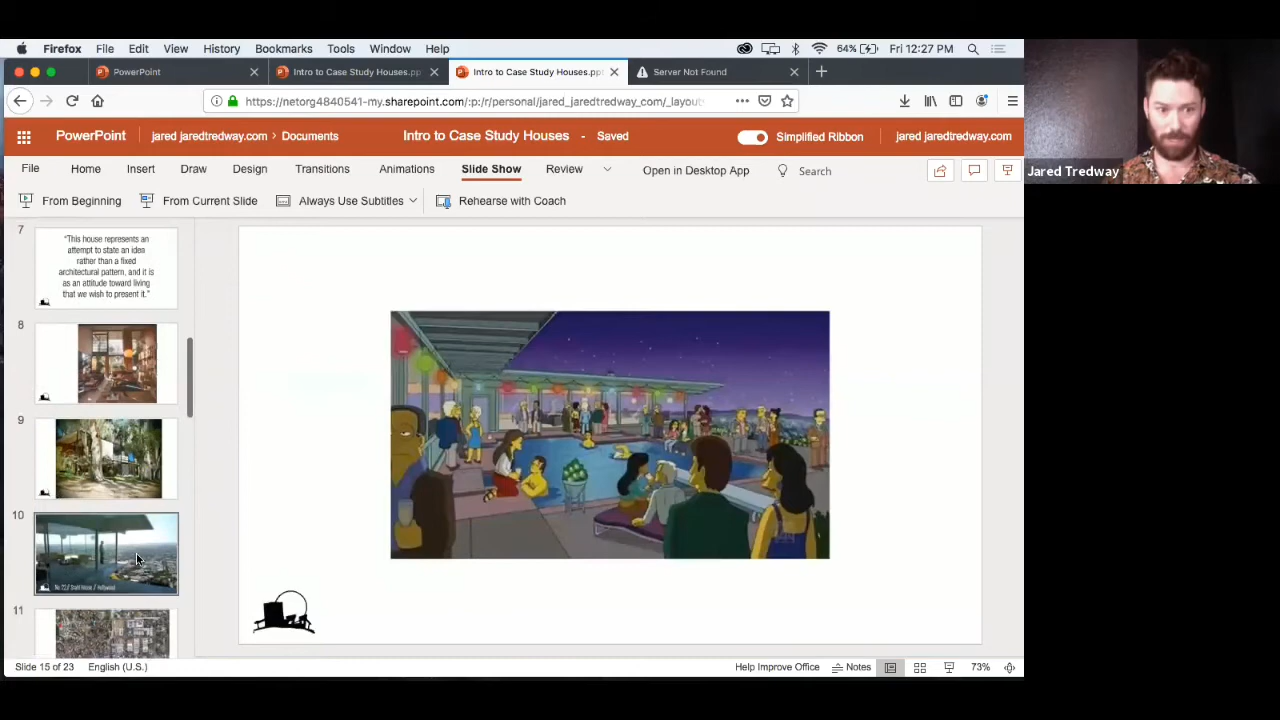 Firefox File Edit View History Bookmarks Tools Window Help 64% Fri 12:27 PM
PowerPoint Intro to Case Study Houses.pp Intro to Case Study Houses.ppt Server Not Found
https://netorg4840541-my.sharepoint.com/:p:/r/personal/jared_jaredtredway_com/_layout
PowerPoint jared jaredtredway.com > Documents Intro to Case Study Houses - Saved Simplified Ribbon jared jaredtredway.com
File Home Insert Draw Design Transitions Animations Slide Show Review Open in Desktop App Search
Jared Tredway
From Beginning From Current Slide Always Use Subtitles Rehearse with Coach
7
"This house represents an
attempt to state an idea
rather than a fixed
architectural pattern, and it is
as an attitude toward living
that we wish to present it."
8
9
10
11
Slide 15 of 23 English (U.S.) Help Improve Office Notes 73%